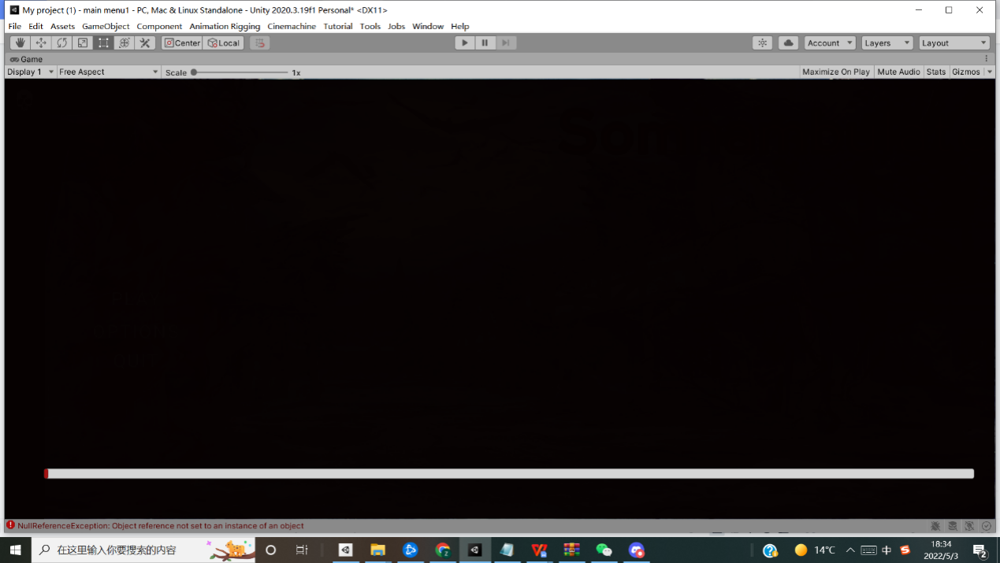 My project (1) - main menu1 - PC, Mac & Linux Standalone - Unity 2020.3.19f1 Personal* <DX11>
File Edit Assets GameObject Component Animation Rigging Cinemachine Tutorial Tools Jobs Window Help
Center Local Account Layers Layout
Game
Display 1 Free Aspect Scale 1x Maximize On Play Mute Audio Stats Gizmos
NullReferenceException: Object reference not set to an instance of an object
在这里输入你要搜索的内容 14°C 中 18:34
2022/5/3 2